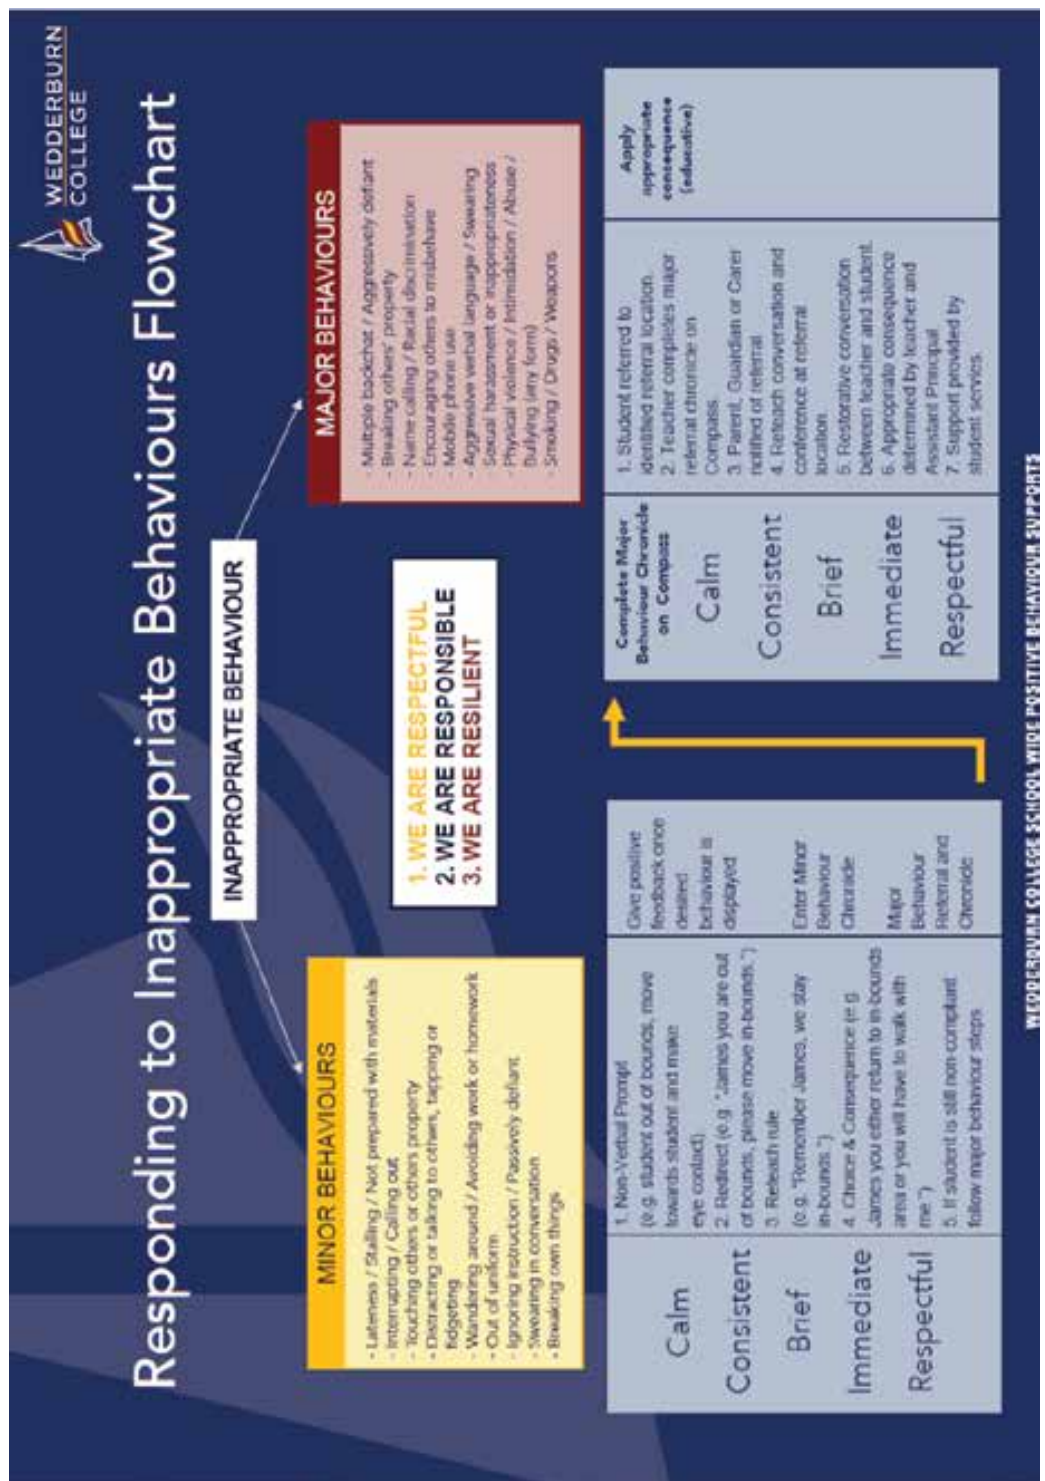 WEDDERBURN
COLLEGE
Responding to Inappropriate Behaviours Flowchart
INAPPROPRIATE BEHAVIOUR
MINOR BEHAVIOURS
- Lateness / Stalling / Not prepared with materials
- Interrupting / Calling out
- Touching others or others property
- Distracting or talking to others, tapping or
fidgeting
- Wandering around / Avoiding work or homework
- Out of uniform
- Ignoring instruction / Passively defiant
- Swearing in conversation
- Breaking own things
1. WE ARE RESPECTFUL
2. WE ARE RESPONSIBLE
3. WE ARE RESILIENT
MAJOR BEHAVIOURS
- Multiple backchat / Aggressively defiant
- Breaking others' property
- Name calling / Racial discrimination
- Encouraging others to misbehave
- Mobile phone use
- Aggressive verbal language / Swearing
- Sexual harassment or inappropriateness
- Physical violence / Intimidation / Abuse /
Bullying (any form)
- Smoking / Drugs / Weapons
Calm
Consistent
Brief
Immediate
Respectful
1. Non-Verbal Prompt
(e.g. student out of bounds, move
towards student and make
eye contact)
2. Redirect (e.g. "James you are out
of bounds, please move in-bounds.")
3. Reteach rule
(e.g. "Remember James, we stay
in-bounds.")
4. Choice & Consequence (e.g.
James you either return to in-bounds
area or you will have to walk with
me.")
5. If student is still non-compliant
follow major behaviour steps
Give positive
feedback once
desired
behaviour is
displayed
Enter Minor
Behaviour
Chronicle
Major
Behaviour
Referral and
Chronicle
Complete Major
Behaviour Chronicle
on Compass
Calm
Consistent
Brief
Immediate
Respectful
1. Student referred to
identified referral location.
2. Teacher completes major
referral chronicle on
Compass
3. Parent, Guardian or Carer
notified of referral
4. Reteach conversation and
conference at referral
location
5. Restorative conversation
between teacher and student.
6. Appropriate consequence
determined by teacher and
Assistant Principal
7. Support provided by
student servies.
Apply
appropriate
consequence
(educative)
WEDDERBURN COLLEGE SCHOOL WIDE POSITIVE BEHAVIOUR SUPPORTS